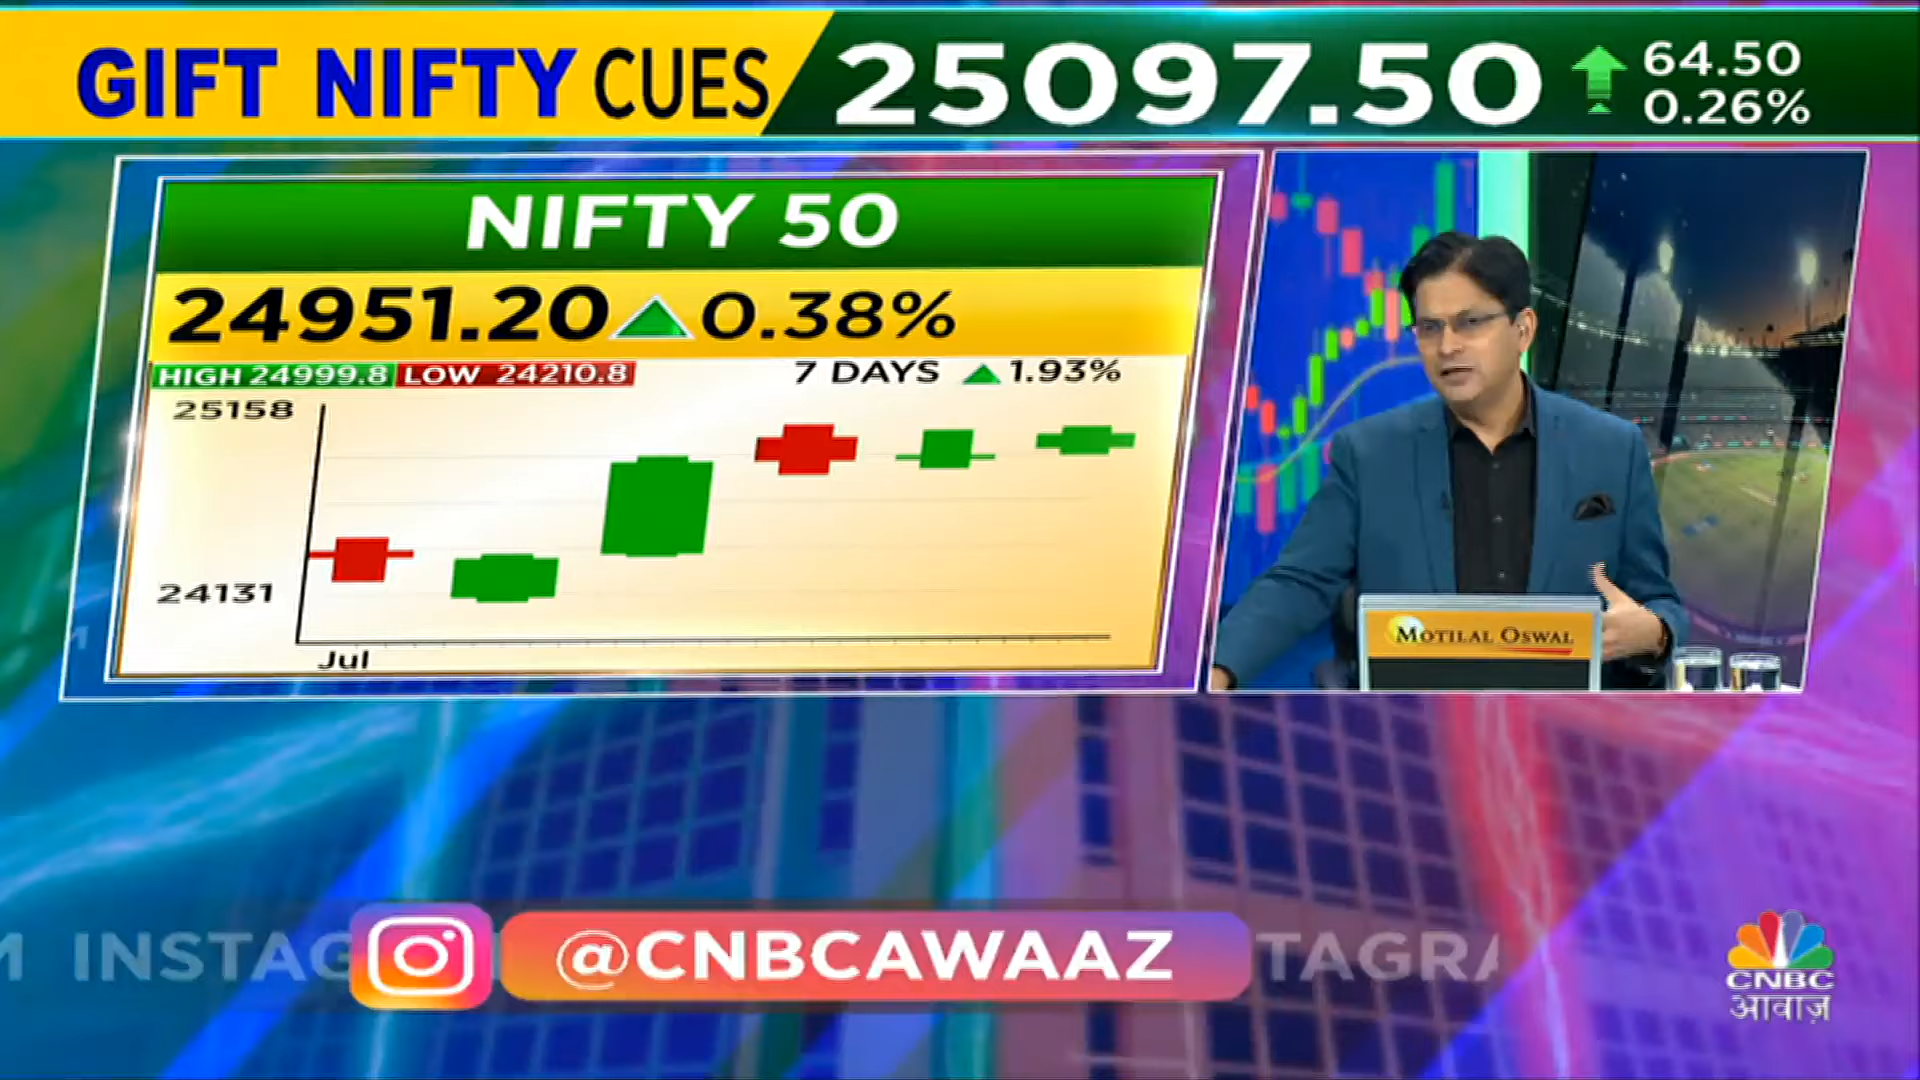 GIFT NIFTY CUES 25097.50 64.50
0.26%
NIFTY 50
24951.20 0.38%
HIGH 24999.8 LOW 24210.8 7 DAYS 1.93%
25158
24131
Jul
MOTILAL OSWAL
M INSTAG @CNBCAWAAZ TAGRA
CNBC
आवाज़